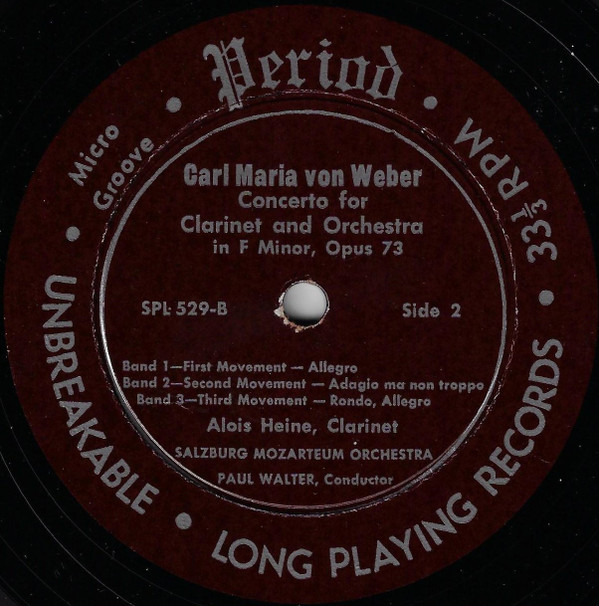 Period
Micro
Groove
33⅓ RPM
Carl Maria von Weber
Concerto for
Clarinet and Orchestra
in F Minor, Opus 73
SPL 529-B
Side 2
Band 1—First Movement — Allegro
Band 2—Second Movement — Adagio ma non troppo
Band 3—Third Movement — Rondo, Allegro
Alois Heine, Clarinet
SALZBURG MOZARTEUM ORCHESTRA
PAUL WALTER, Conductor
UNBREAKABLE
LONG PLAYING RECORDS